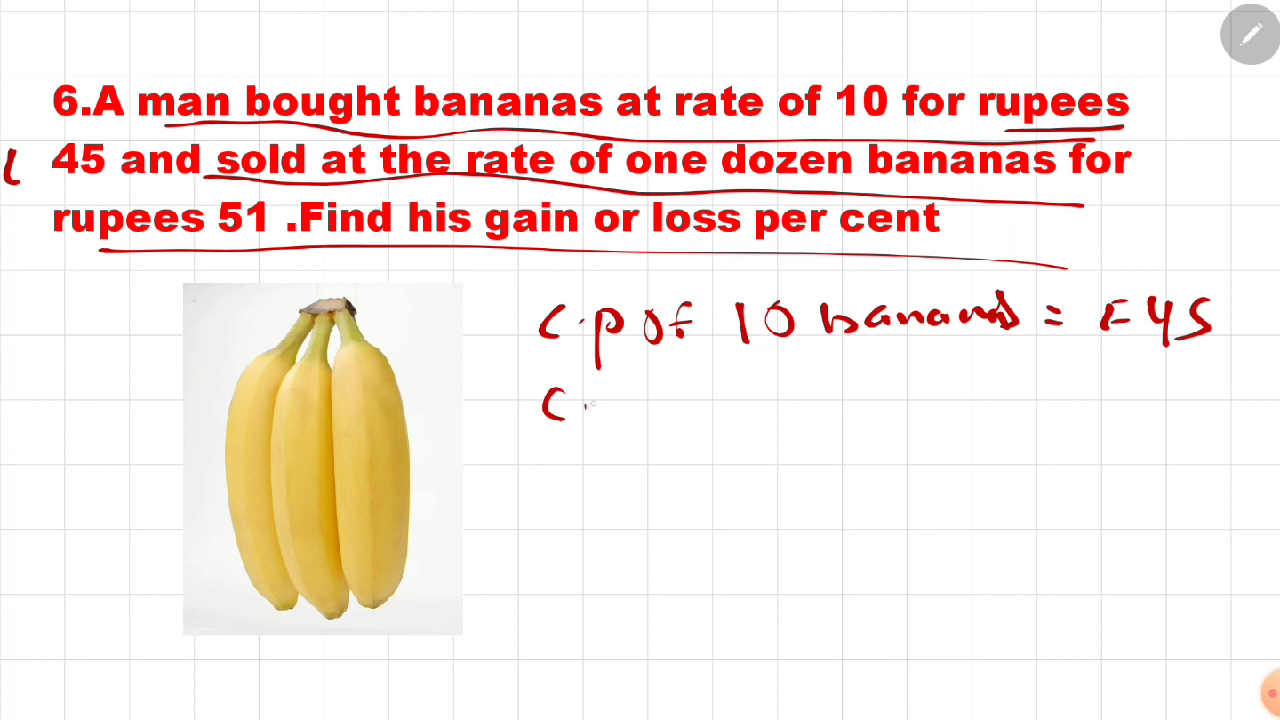 6.A man bought bananas at rate of 10 for rupees
45 and sold at the rate of one dozen bananas for
rupees 51 .Find his gain or loss per cent
C.p of 10 bananas = ₹45
C.